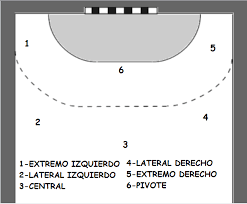 1
5
6
2
4
3
1-EXTREMO IZQUIERDO 4-LATERAL DERECHO
2-LATERAL IZQUIERDO 5-EXTREMO DERECHO
3-CENTRAL 6-PIVOTE